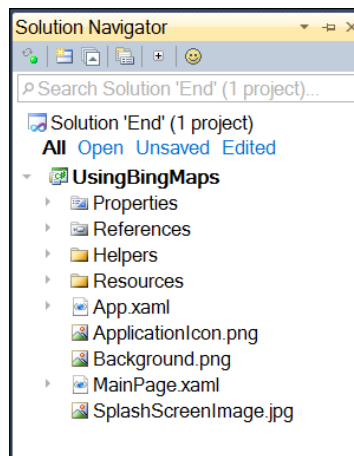 Solution Navigator
Search Solution 'End' (1 project)...
Solution 'End' (1 project)
All Open Unsaved Edited
UsingBingMaps
Properties
References
Helpers
Resources
App.xaml
ApplicationIcon.png
Background.png
MainPage.xaml
SplashScreenImage.jpg